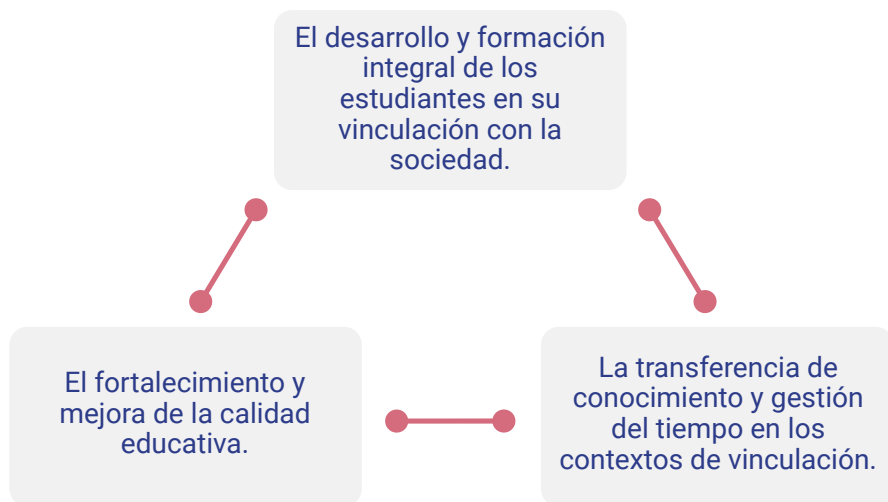 El desarrollo y formación
integral de los
estudiantes en su
vinculación con la
sociedad.
El fortalecimiento y
mejora de la calidad
educativa.
La transferencia de
conocimiento y gestión
del tiempo en los
contextos de vinculación.